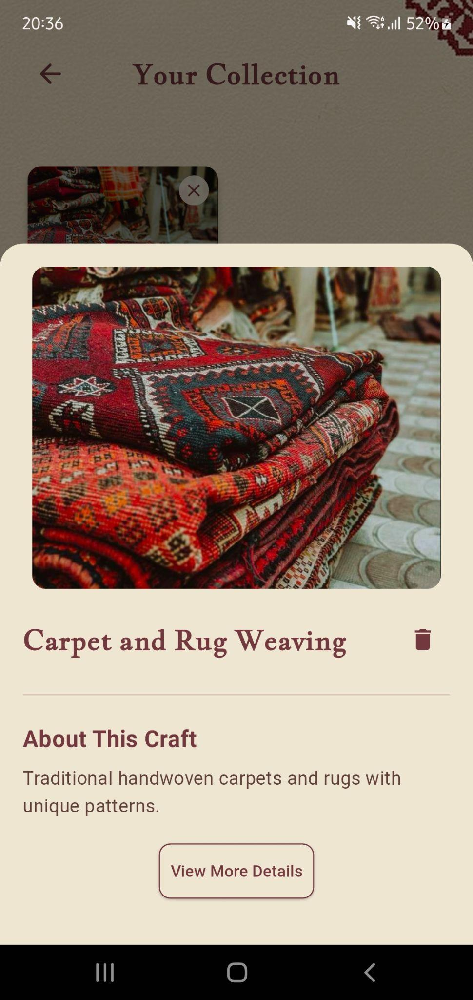 20:36
6 52%
Your Collection
Carpet and Rug Weaving
About This Craft
Traditional handwoven carpets and rugs with
unique patterns.
View More Details